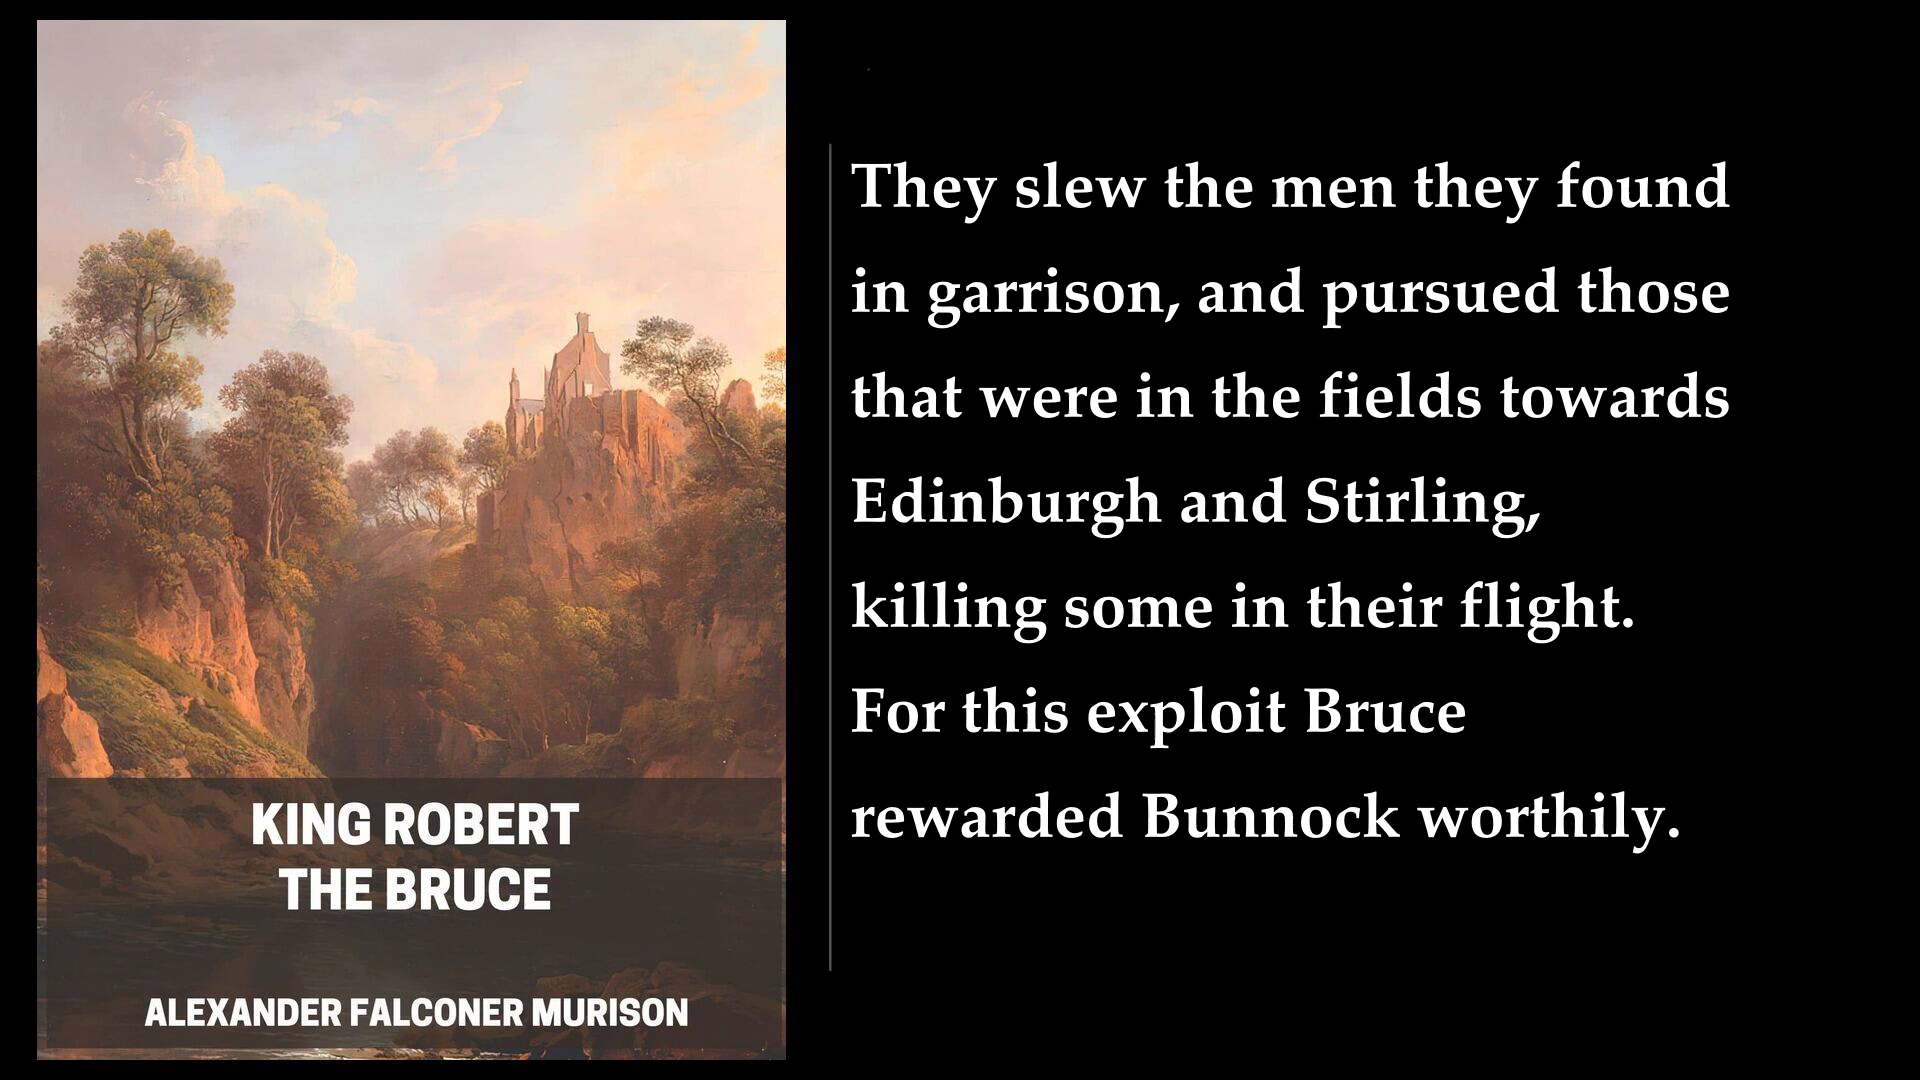 KING ROBERT
THE BRUCE
ALEXANDER FALCONER MURISON
They slew the men they found
in garrison, and pursued those
that were in the fields towards
Edinburgh and Stirling,
killing some in their flight.
For this exploit Bruce
rewarded Bunnock worthily.